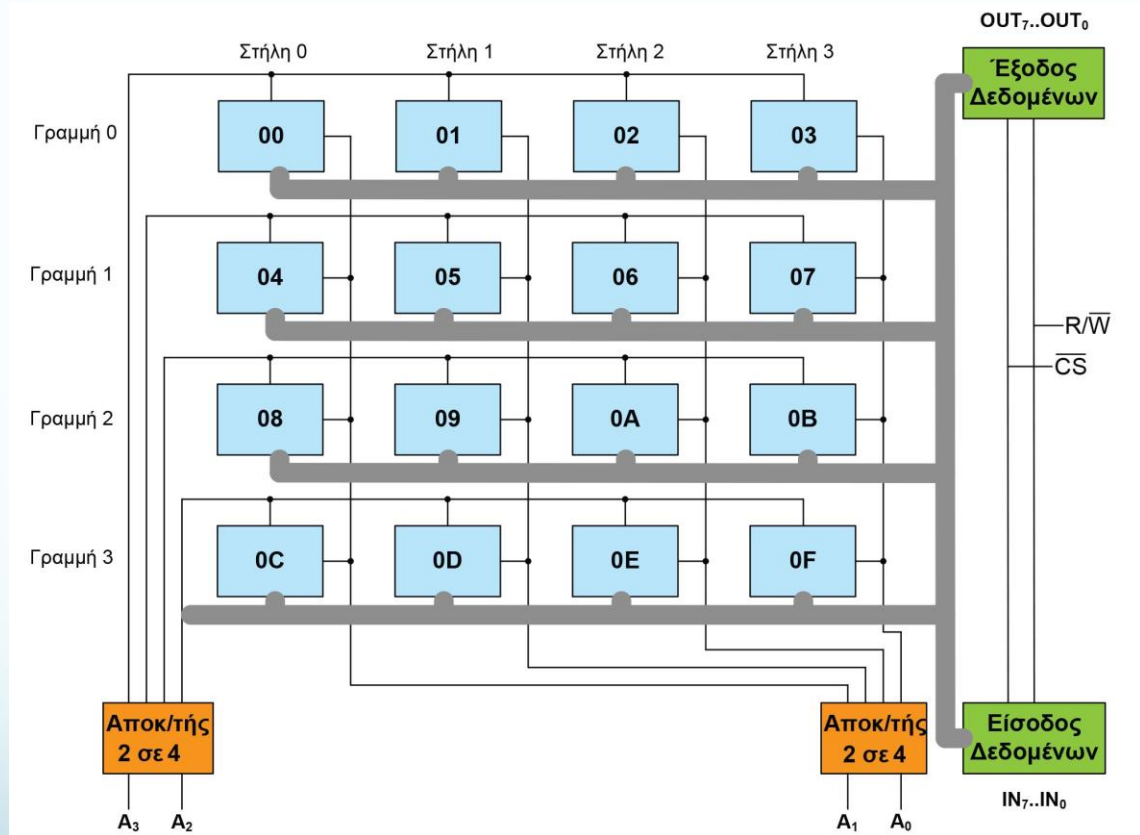 OUT₇..OUT₀
Στήλη 0 Στήλη 1 Στήλη 2 Στήλη 3
Έξοδος
Δεδομένων
Γραμμή 0
00 01 02 03
Γραμμή 1
04 05 06 07
R/W̅
C̅S̅
Γραμμή 2
08 09 0A 0B
Γραμμή 3
0C 0D 0E 0F
Αποκ/τής
2 σε 4
Αποκ/τής
2 σε 4
Είσοδος
Δεδομένων
A₃ A₂
A₁ A₀
IN₇..IN₀